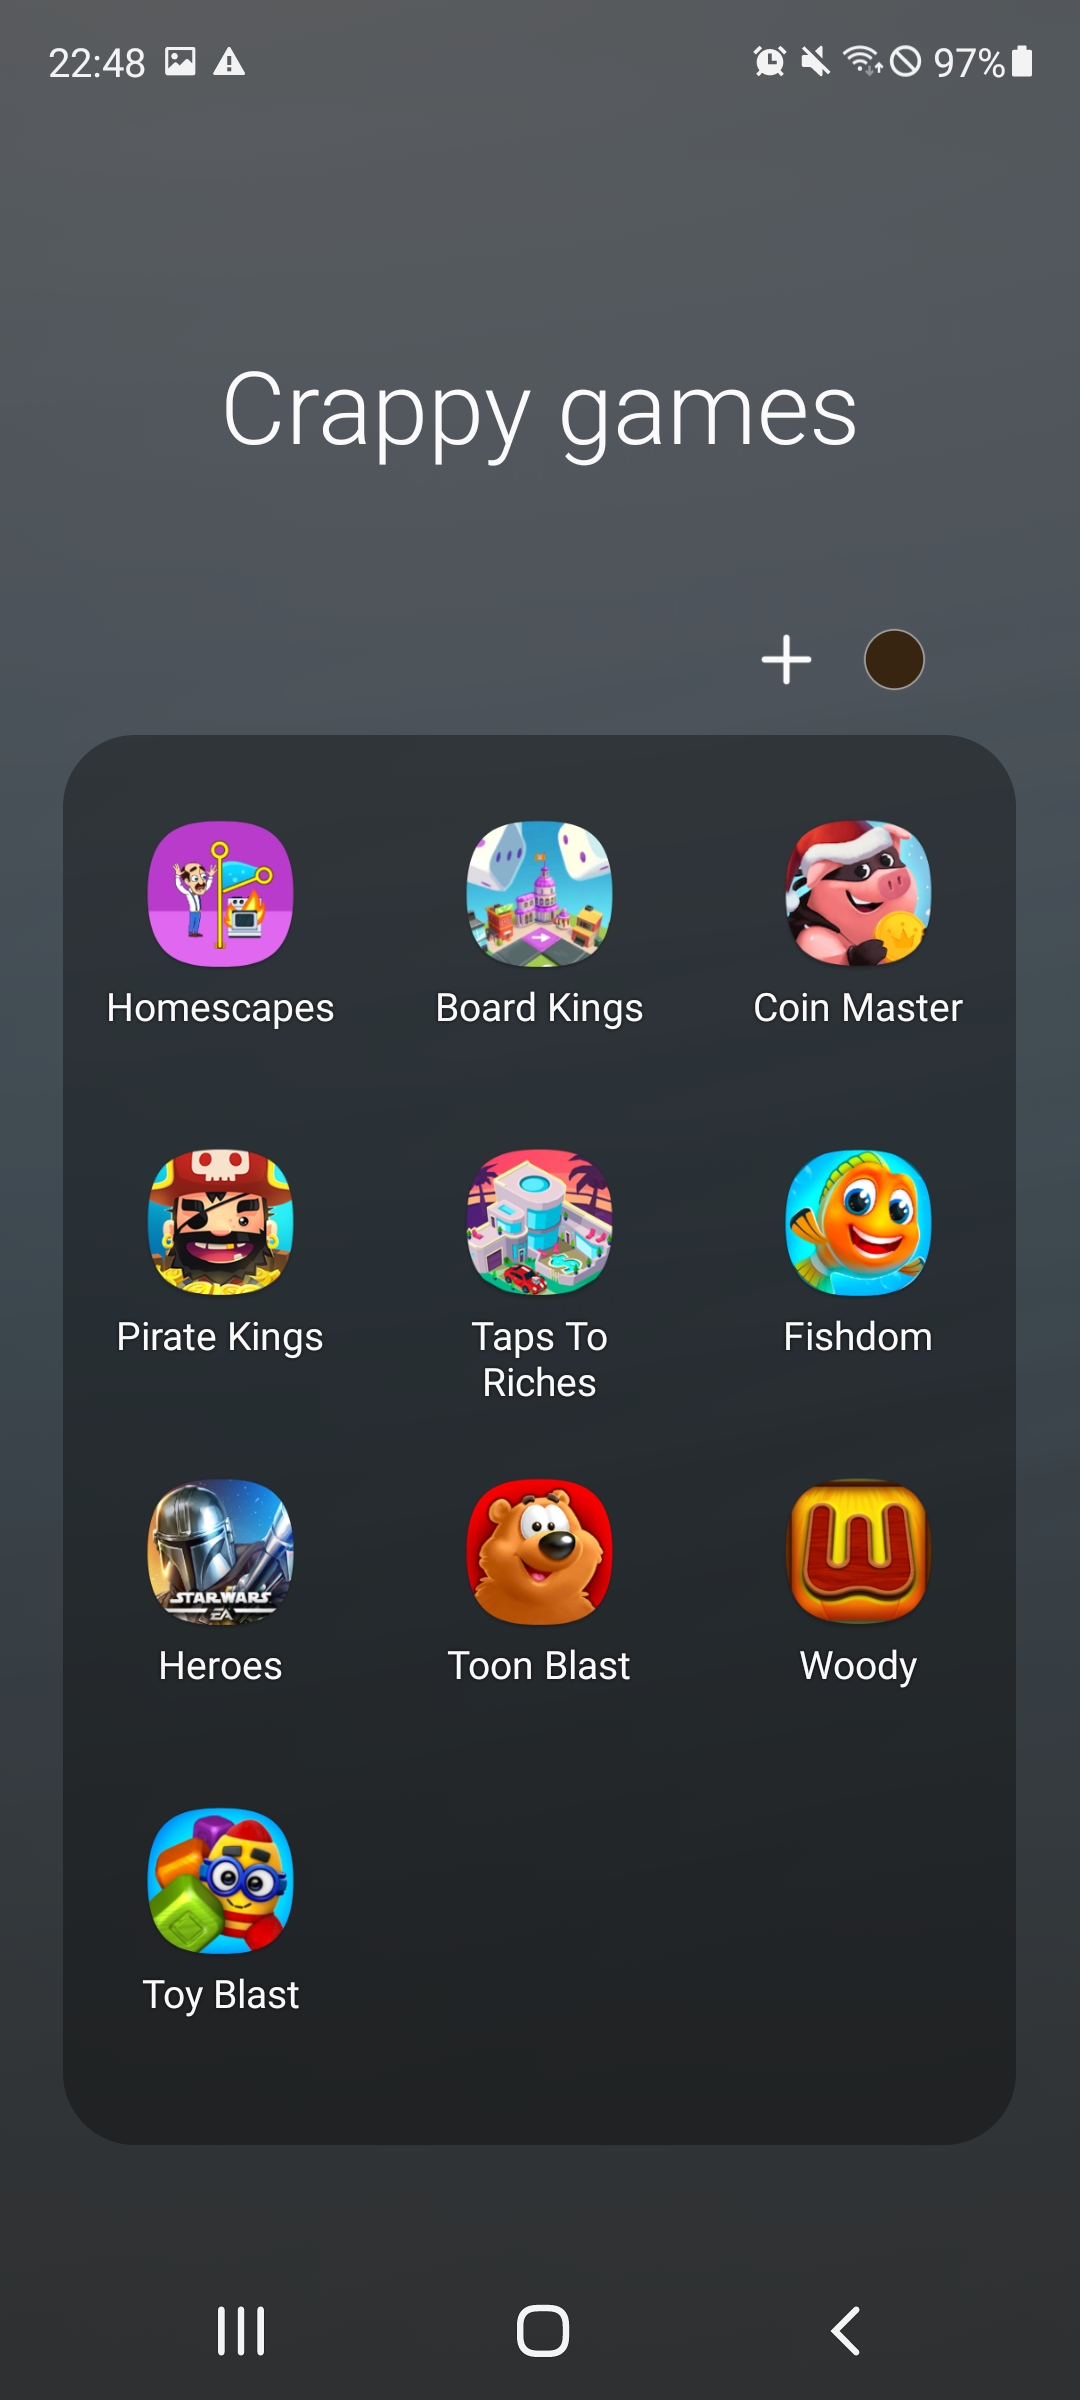 22:48
97%
Crappy games
Homescapes
Board Kings
Coin Master
Pirate Kings
Taps To
Riches
Fishdom
STAR WARS
EA
Heroes
Toon Blast
W
Woody
Toy Blast